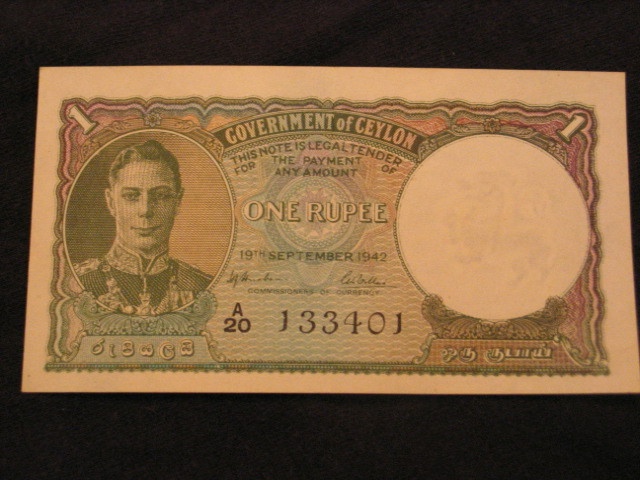 1
1
GOVERNMENT of CEYLON
THIS NOTE IS LEGAL TENDER
FOR THE PAYMENT OF
ANY AMOUNT
ONE RUPEE
19TH SEPTEMBER 1942
COMMISSIONERS OF CURRENCY
A/20 133401
රුපියලයි
ஒரு ரூபாய்